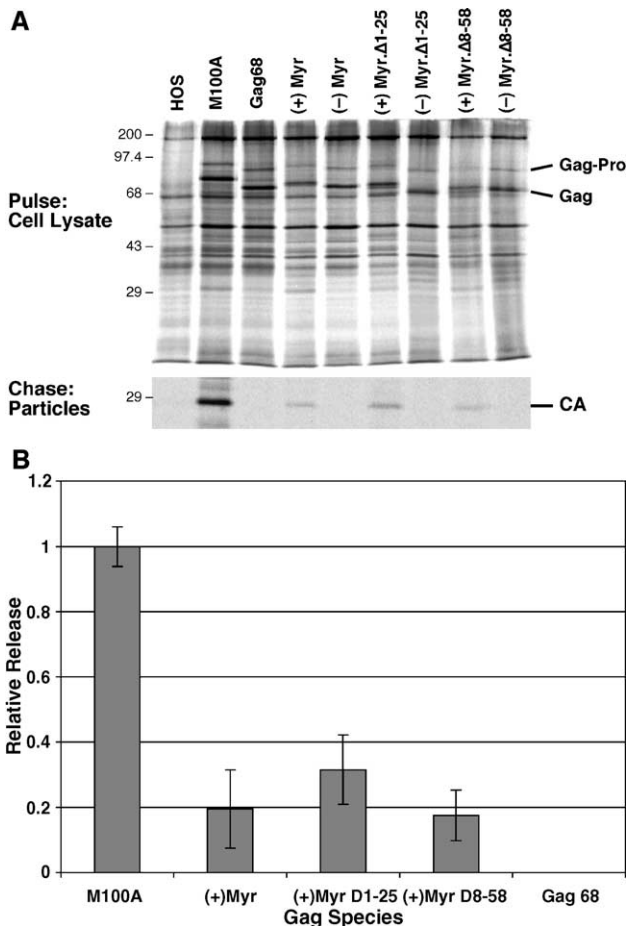 A
HOS
M100A
Gag68
(+) Myr
(−) Myr
(+) Myr.Δ1-25
(−) Myr.Δ1-25
(+) Myr.Δ8-58
(−) Myr.Δ8-58
200
97.4
68
43
29
Pulse:
Cell Lysate
Gag-Pro
Gag
Chase:
Particles
29
CA
B
1.2
1
0.8
0.6
0.4
0.2
0
Relative Release
M100A (+)Myr (+)Myr D1-25 (+)Myr D8-58 Gag 68
Gag Species